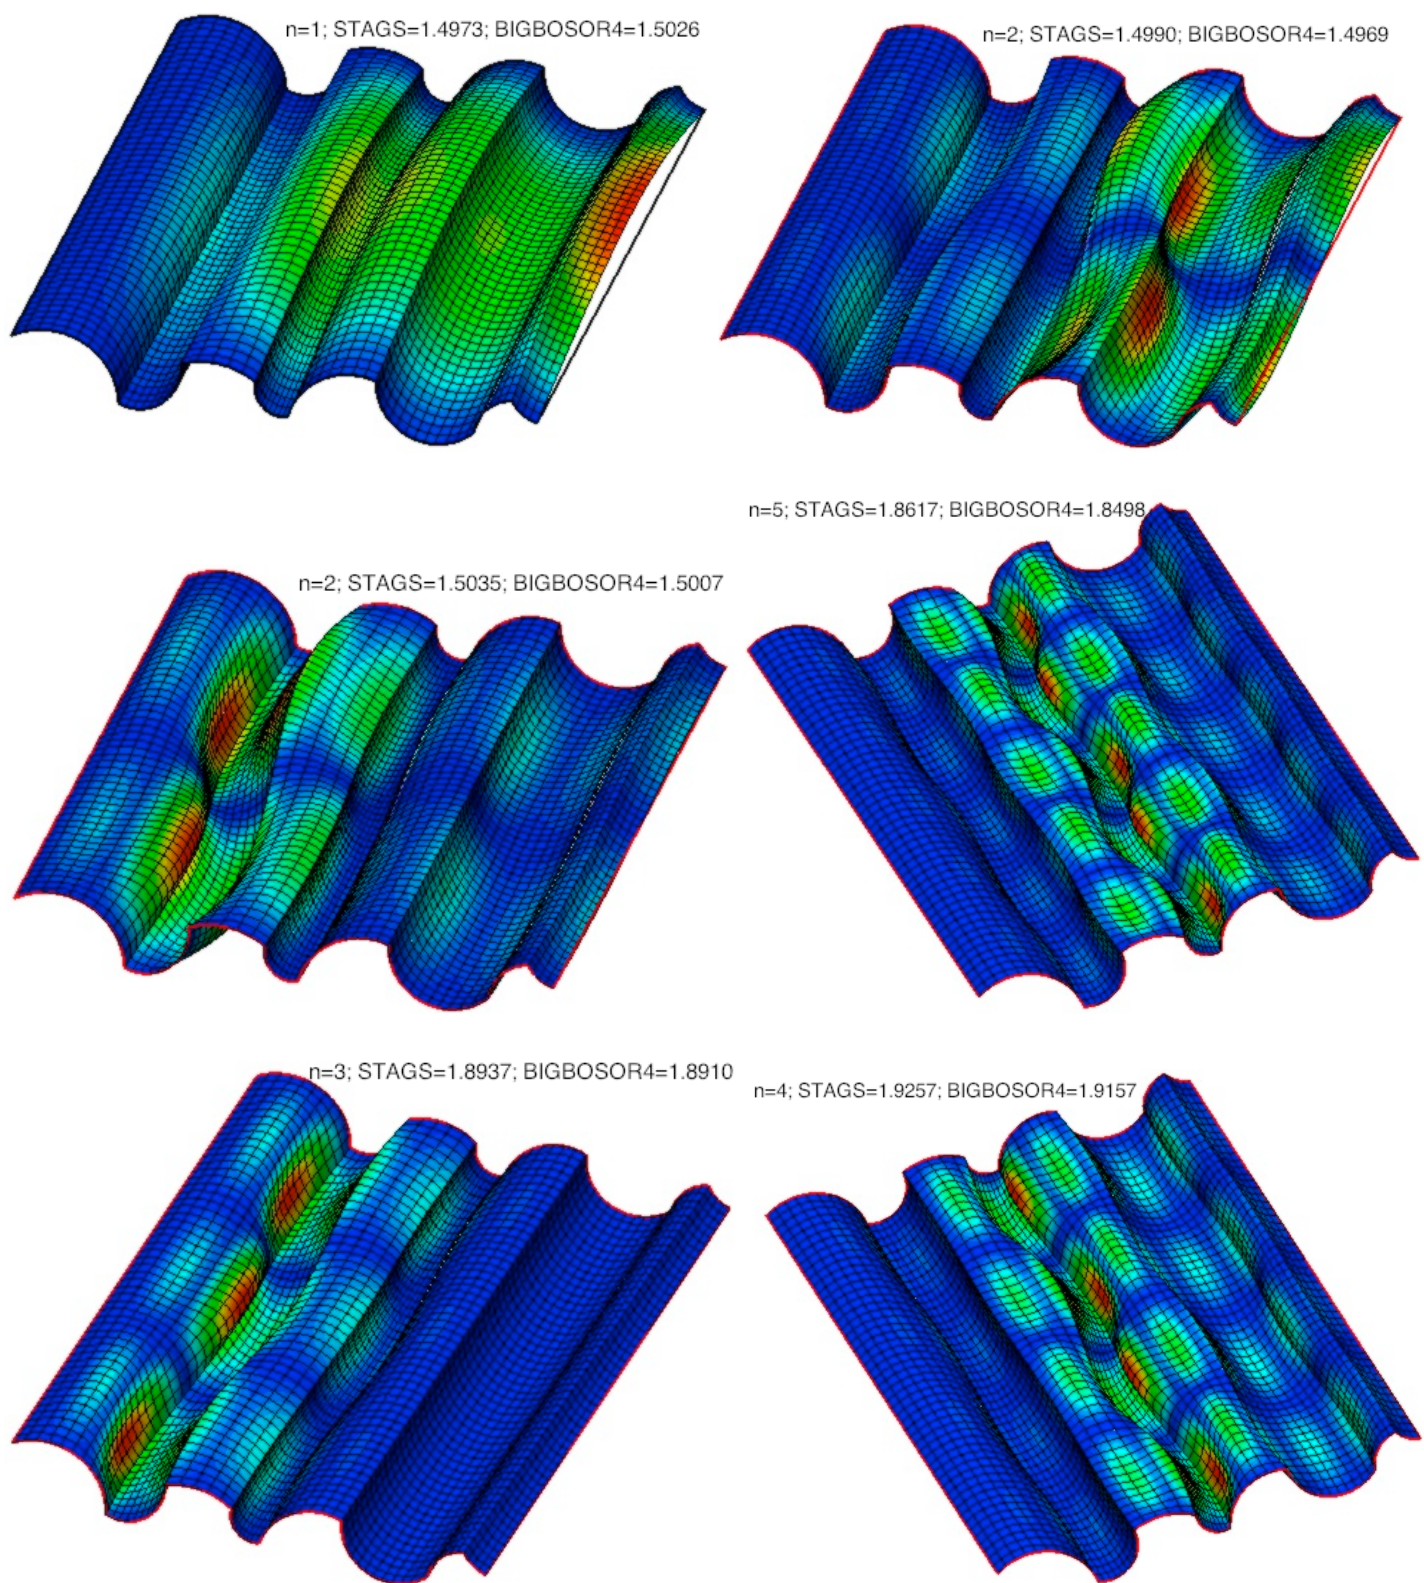 n=1; STAGS=1.4973; BIGBOSOR4=1.5026
n=2; STAGS=1.4990; BIGBOSOR4=1.4969
n=2; STAGS=1.5035; BIGBOSOR4=1.5007
n=5; STAGS=1.8617; BIGBOSOR4=1.8498
n=3; STAGS=1.8937; BIGBOSOR4=1.8910
n=4; STAGS=1.9257; BIGBOSOR4=1.9157